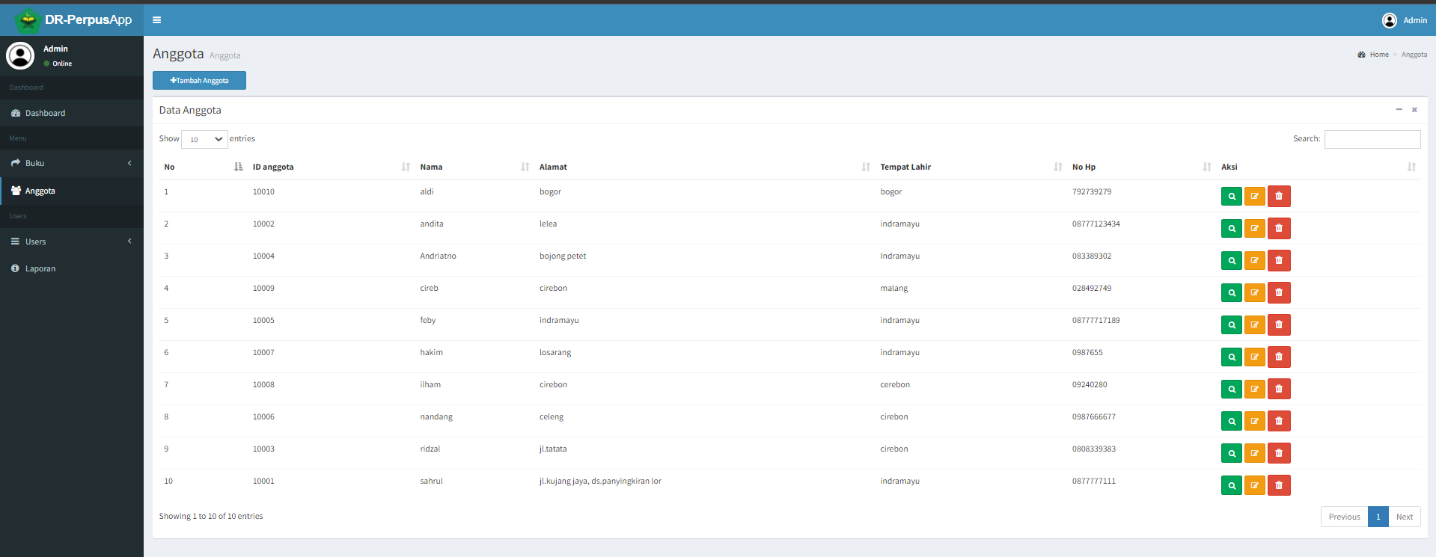 DR-PerpusApp
Admin
Admin
Online
Dashboard
Dashboard
Menu
Buku
Anggota
Users
Users
Laporan
Anggota Anggota
Home > Anggota
+Tambah Anggota
Data Anggota
Show 10 entries
Search:
No ID anggota Nama Alamat Tempat Lahir No Hp Aksi
1 10010 aldi bogor bogor 792739279
2 10002 andita lelea indramayu 08777123434
3 10004 Andriatno bojong petet Indramayu 083389302
4 10009 cireb cirebon malang 028492749
5 10005 feby indramayu indramayu 08777717189
6 10007 hakim losarang indramayu 0987655
7 10008 ilham cirebon cerebon 09240280
8 10006 nandang celeng cirebon 0987666677
9 10003 ridzal jl.tatata cirebon 0808339383
10 10001 sahrul jl.kujang jaya, ds.panyingkiran lor indramayu 0877777111
Showing 1 to 10 of 10 entries
Previous 1 Next